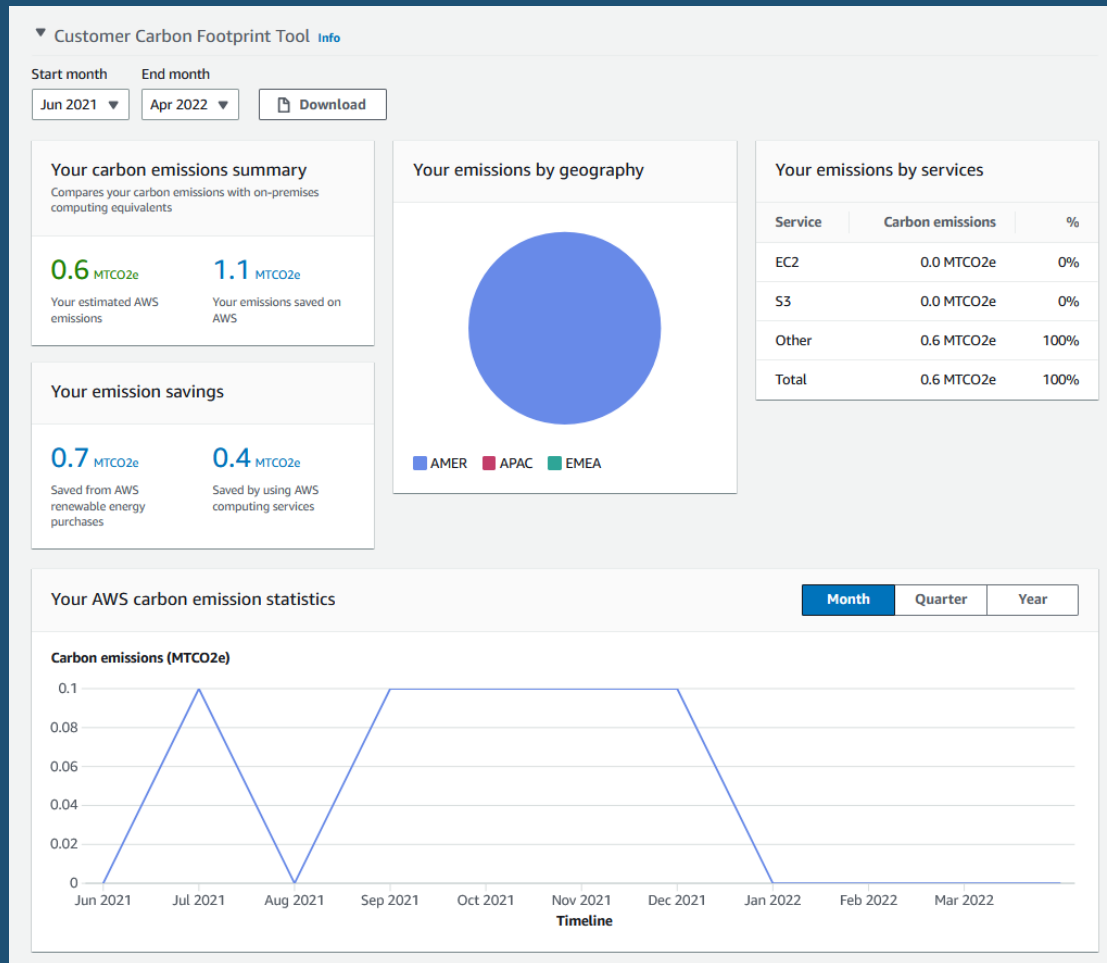 Customer Carbon Footprint Tool Info
Start month End month
Jun 2021 Apr 2022 Download
Your carbon emissions summary
Compares your carbon emissions with on-premises
computing equivalents
0.6 MTCO2e 1.1 MTCO2e
Your estimated AWS emissions
Your emissions saved on AWS
Your emission savings
0.7 MTCO2e 0.4 MTCO2e
Saved from AWS renewable energy purchases
Saved by using AWS computing services
Your emissions by geography
AMER APAC EMEA
Your emissions by services
Service Carbon emissions %
EC2 0.0 MTCO2e 0%
S3 0.0 MTCO2e 0%
Other 0.6 MTCO2e 100%
Total 0.6 MTCO2e 100%
Your AWS carbon emission statistics
Month Quarter Year
Carbon emissions (MTCO2e)
0.1
0.08
0.06
0.04
0.02
0
Jun 2021 Jul 2021 Aug 2021 Sep 2021 Oct 2021 Nov 2021 Dec 2021 Jan 2022 Feb 2022 Mar 2022
Timeline